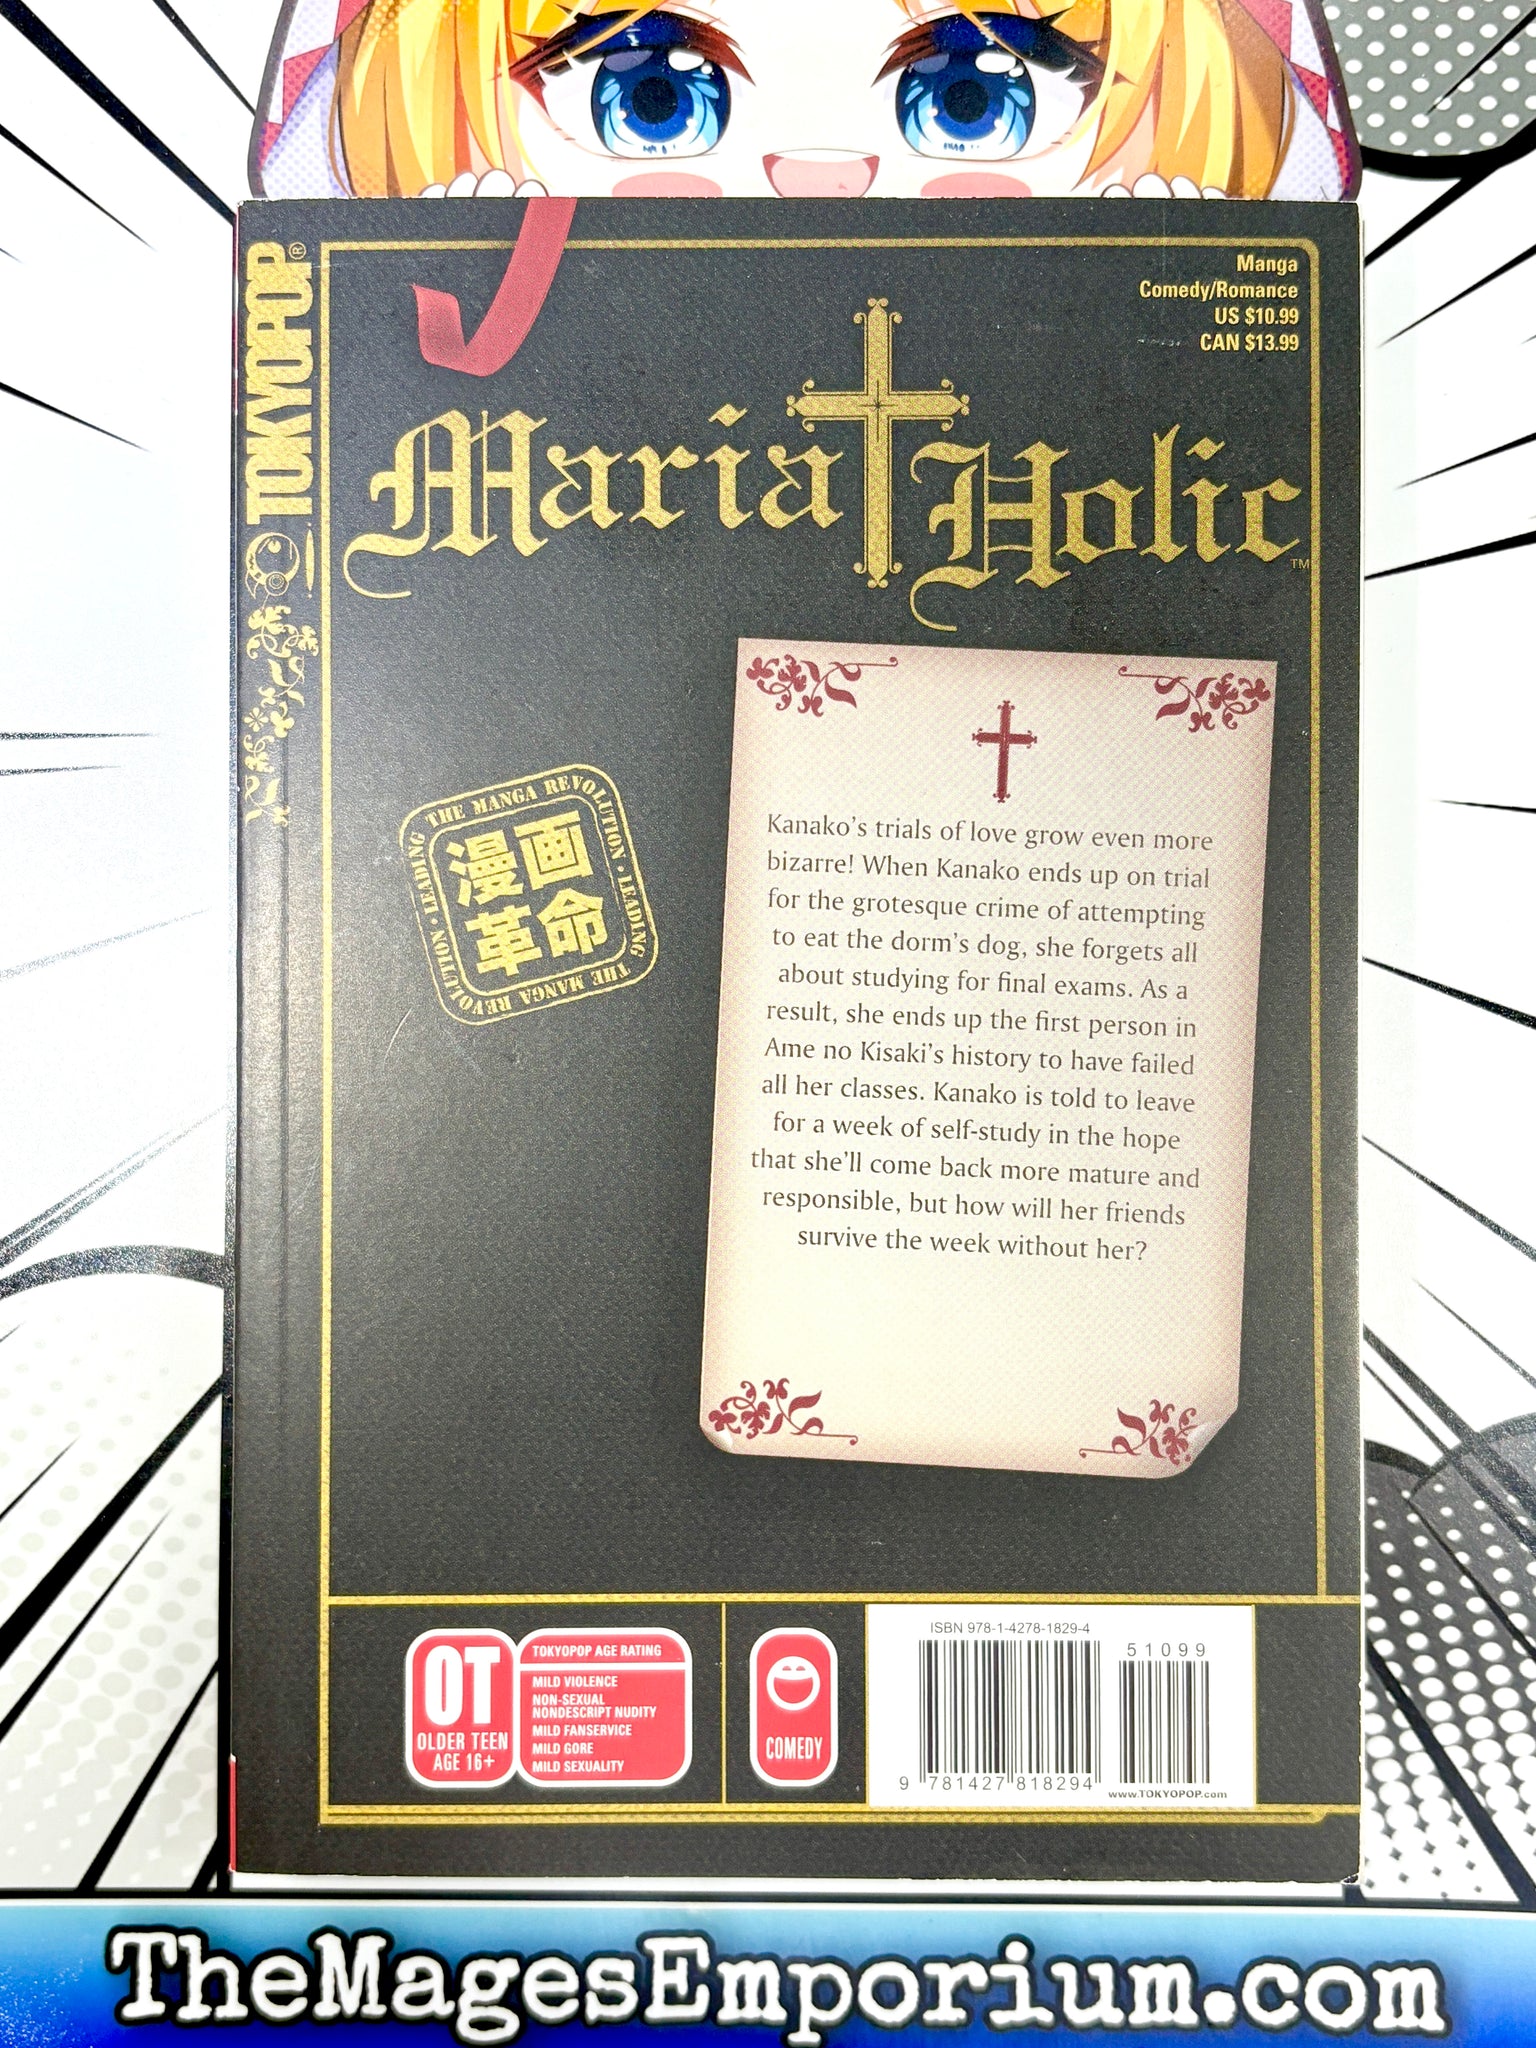 TOKYOPOP®
Manga
Comedy/Romance
US $10.99
CAN $13.99
Maria Holic™
LEADING THE MANGA REVOLUTION • LEADING THE MANGA REVOLUTION •
漫画
革命
Kanako's trials of love grow even more
bizarre! When Kanako ends up on trial
for the grotesque crime of attempting
to eat the dorm's dog, she forgets all
about studying for final exams. As a
result, she ends up the first person in
Ame no Kisaki's history to have failed
all her classes. Kanako is told to leave
for a week of self-study in the hope
that she'll come back more mature and
responsible, but how will her friends
survive the week without her?
OT
OLDER TEEN
AGE 16+
TOKYOPOP AGE RATING
MILD VIOLENCE
NON-SEXUAL
NONDESCRIPT NUDITY
MILD FANSERVICE
MILD GORE
MILD SEXUALITY
COMEDY
ISBN 978-1-4278-1829-4
51099
9 781427 818294
www.TOKYOPOP.com
TheMagesEmporium.com